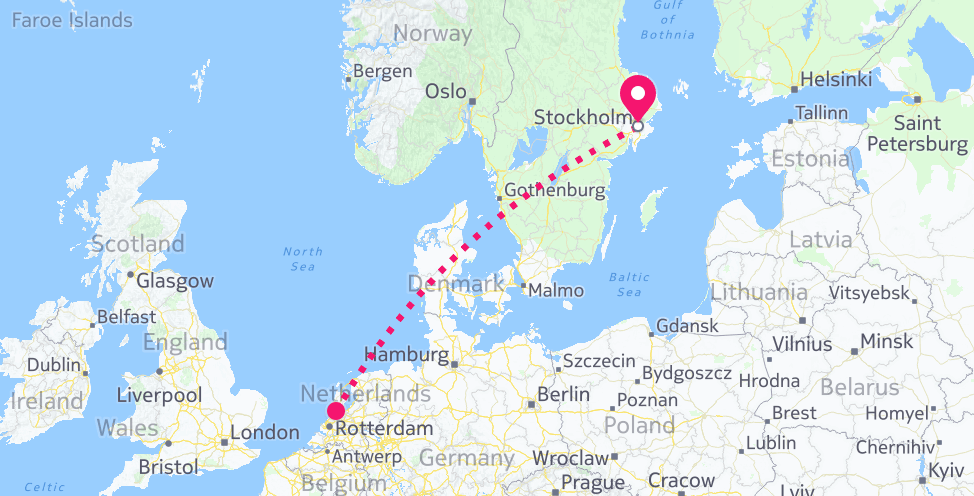 Faroe Islands
Gulf
of
Bothnia
Norway
Bergen
Oslo
Helsinki
Stockholm
Tallinn
Saint
Petersburg
Estonia
Gothenburg
Scotland
North
Sea
Latvia
Glasgow
Denmark
Baltic
Sea
Malmo
Lithuania
Vitsyebsk
Belfast
Gdansk
England
Hamburg
Vilnius
Minsk
Dublin
Szczecin
Bydgoszcz
Hrodna
Liverpool
Netherlands
Berlin
Belarus
Ireland
Poznan
Brest
Homyel
Wales
London
Rotterdam
Poland
Lublin
Chernihiv
Bristol
Antwerp
Germany
Wroclaw
Kyiv
Celtic
Belgium
Prague
Cracow
Lviv